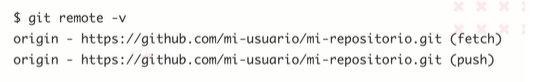 $ git remote -v
origin - https://github.com/mi-usuario/mi-repositorio.git (fetch)
origin - https://github.com/mi-usuario/mi-repositorio.git (push)